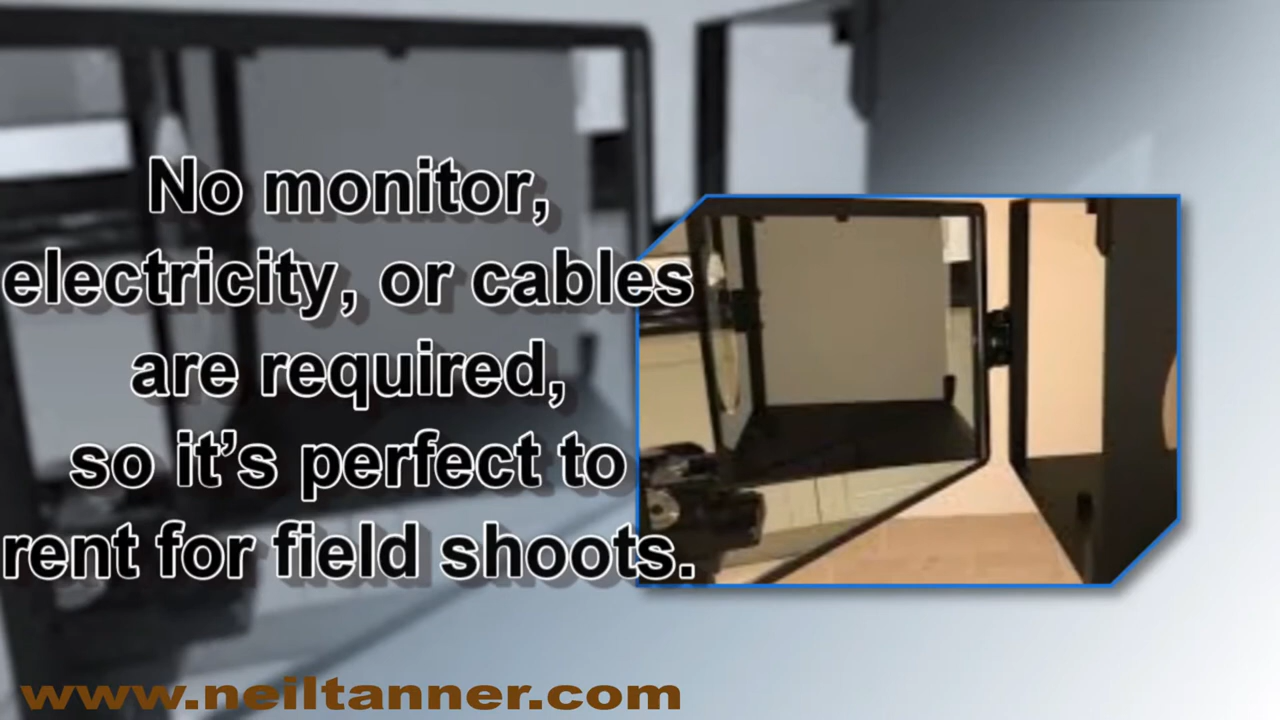 No monitor,
electricity, or cables
are required,
so it’s perfect to
rent for field shoots.
www.neiltanner.com